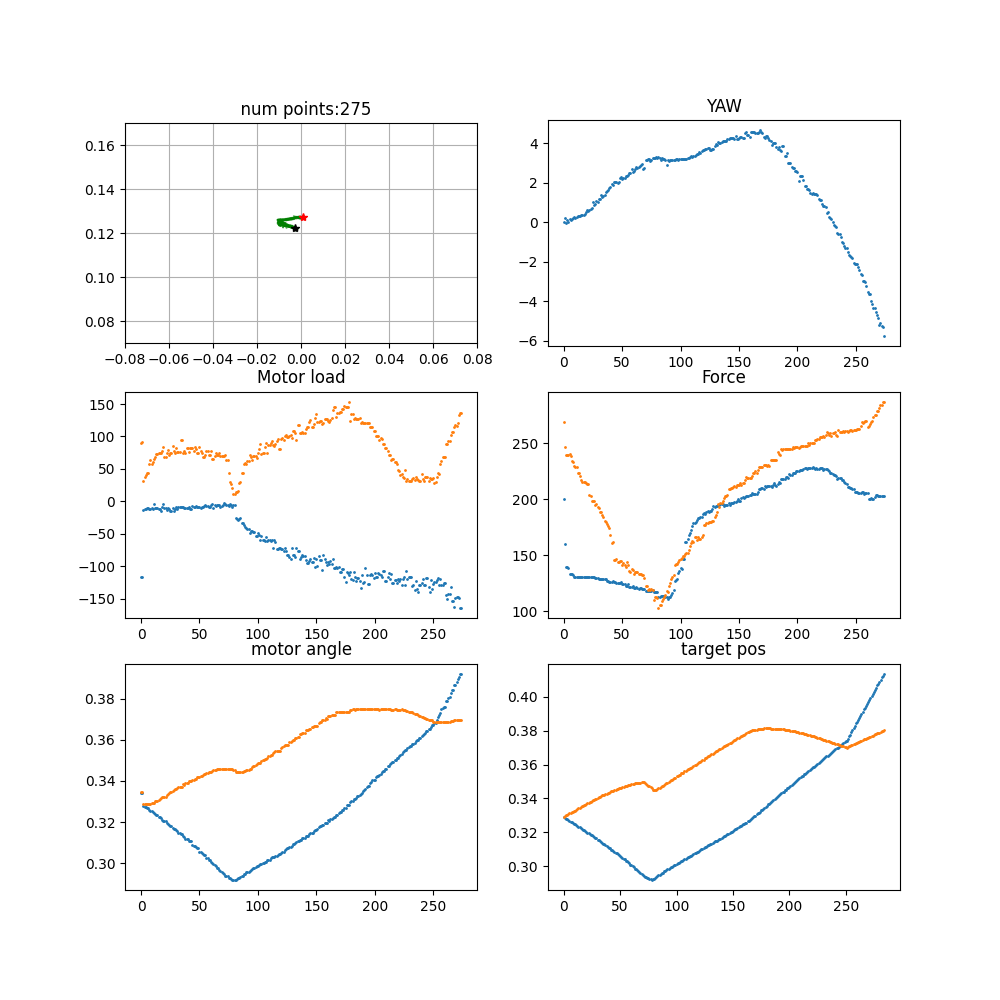 num points:275
0.16
0.14
0.12
0.10
0.08
−0.08 −0.06 −0.04 −0.02 0.00 0.02 0.04 0.06 0.08
YAW
4
2
0
−2
−4
−6
0 50 100 150 200 250
Motor load
150
100
50
0
−50
−100
−150
0 50 100 150 200 250
Force
250
200
150
100
0 50 100 150 200 250
motor angle
0.38
0.36
0.34
0.32
0.30
0 50 100 150 200 250
target pos
0.40
0.38
0.36
0.34
0.32
0.30
0 50 100 150 200 250